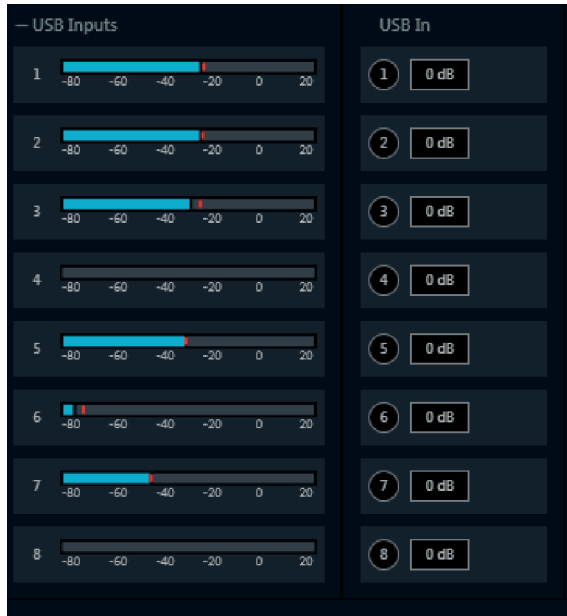 — USB Inputs USB In
1 -80 -60 -40 -20 0 20 1 0 dB
2 -80 -60 -40 -20 0 20 2 0 dB
3 -80 -60 -40 -20 0 20 3 0 dB
4 -80 -60 -40 -20 0 20 4 0 dB
5 -80 -60 -40 -20 0 20 5 0 dB
6 -80 -60 -40 -20 0 20 6 0 dB
7 -80 -60 -40 -20 0 20 7 0 dB
8 -80 -60 -40 -20 0 20 8 0 dB